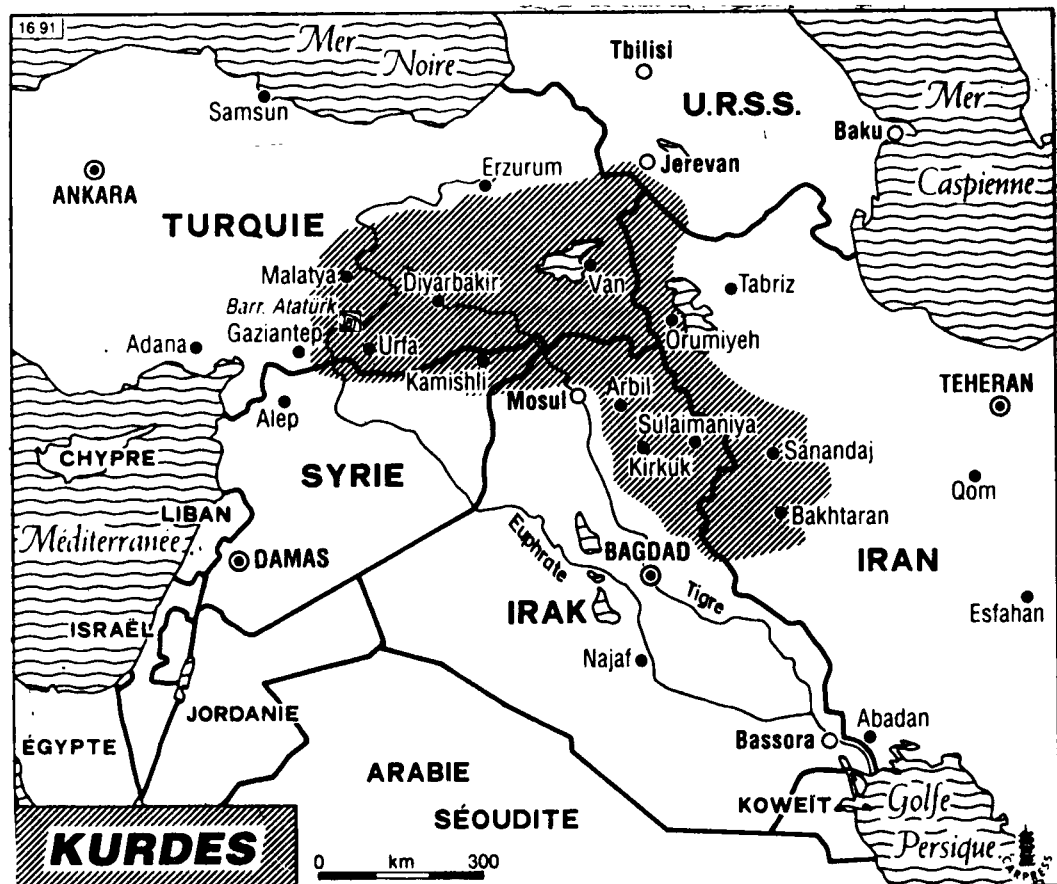 16 91
Mer
Noire
Tbilisi
U.R.S.S.
Mer
Caspienne
Baku
Samsun
Jerevan
Erzurum
ANKARA
TURQUIE
Malatya
Diyarbakir
Van
Tabriz
Barr. Atatürk
Gaziantep
Urfa
Orumiyeh
Adana
Kamishli
Arbil
TEHERAN
Alep
Mosul
Sulaimaniya
CHYPRE
Kirkuk
Sanandaj
SYRIE
Qom
LIBAN
Bakhtaran
Méditerranée
DAMAS
Euphrate
BAGDAD
IRAN
Tigre
IRAK
Esfahan
ISRAËL
Najaf
JORDANIE
Abadan
ÉGYPTE
Bassora
ARABIE
SÉOUDITE
KOWEÏT
Golfe
Persique
KURDES
0 km 300
CARPRESS